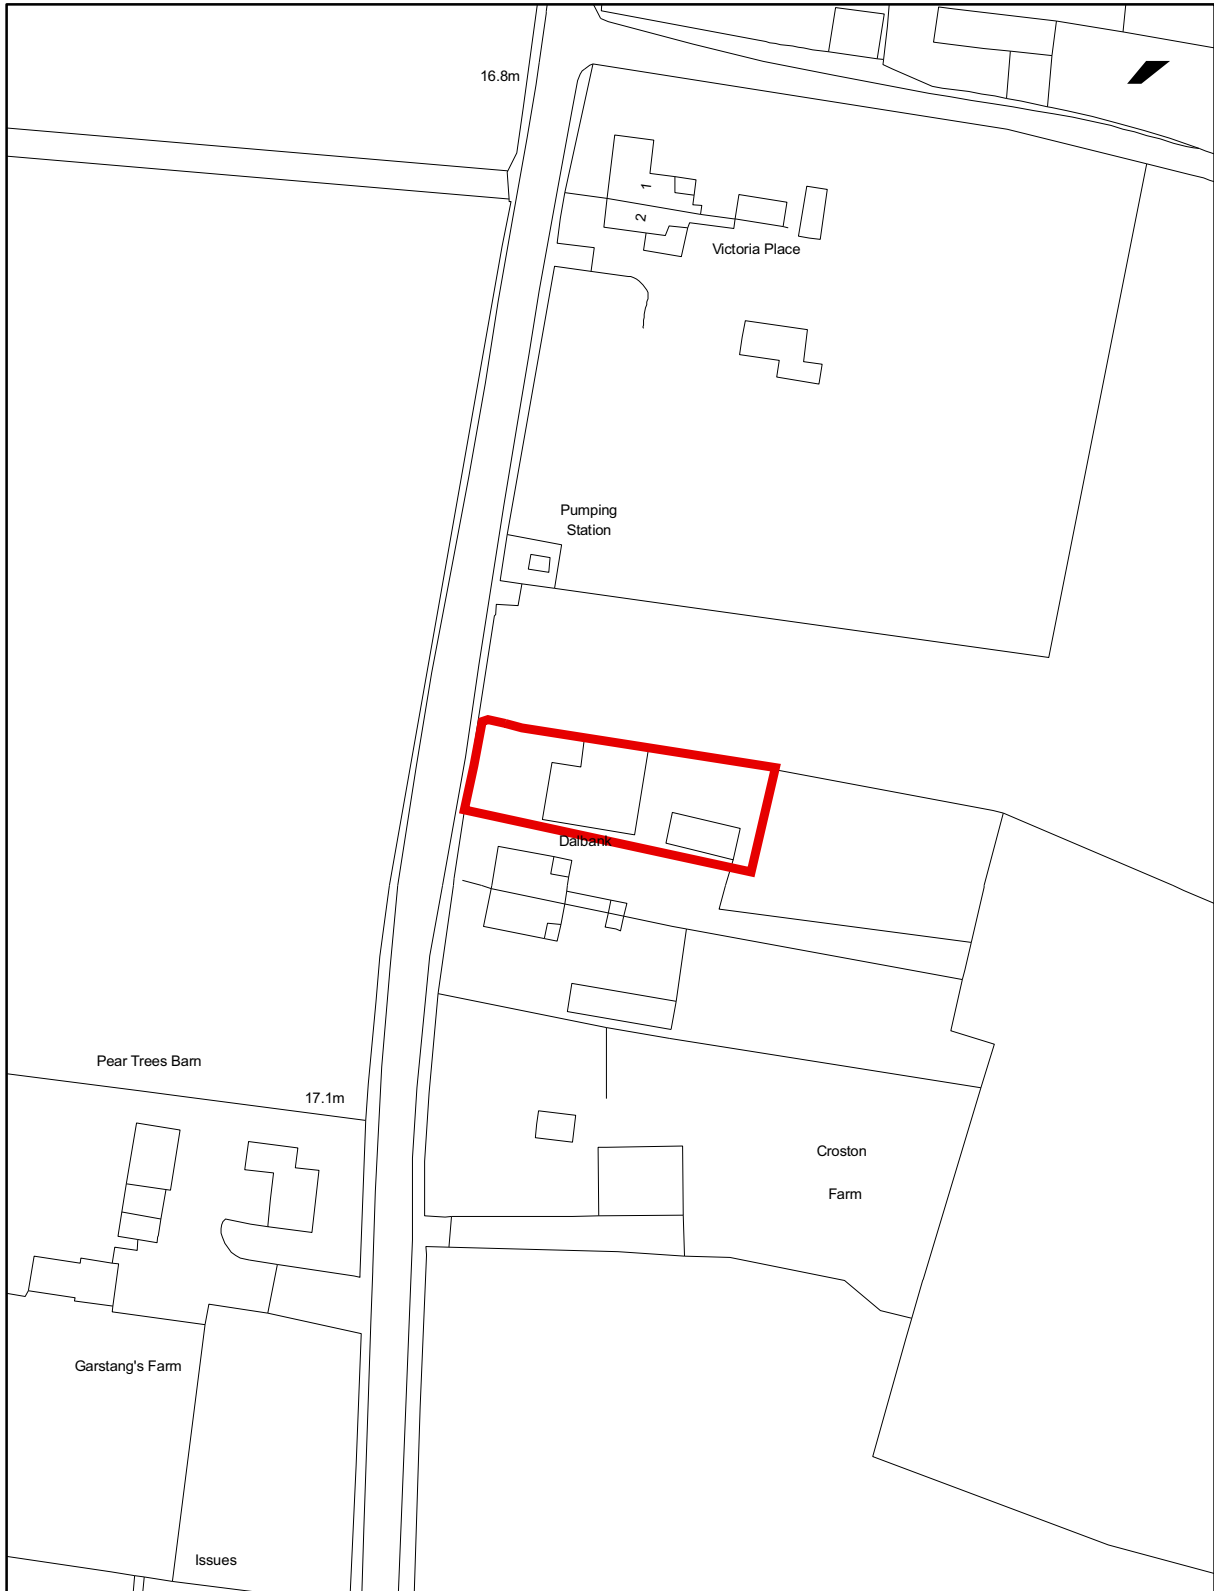 16.8m
1
2
Victoria Place
Pumping
Station
Dalbank
Pear Trees Barn
17.1m
Croston
Farm
Garstang's Farm
Issues